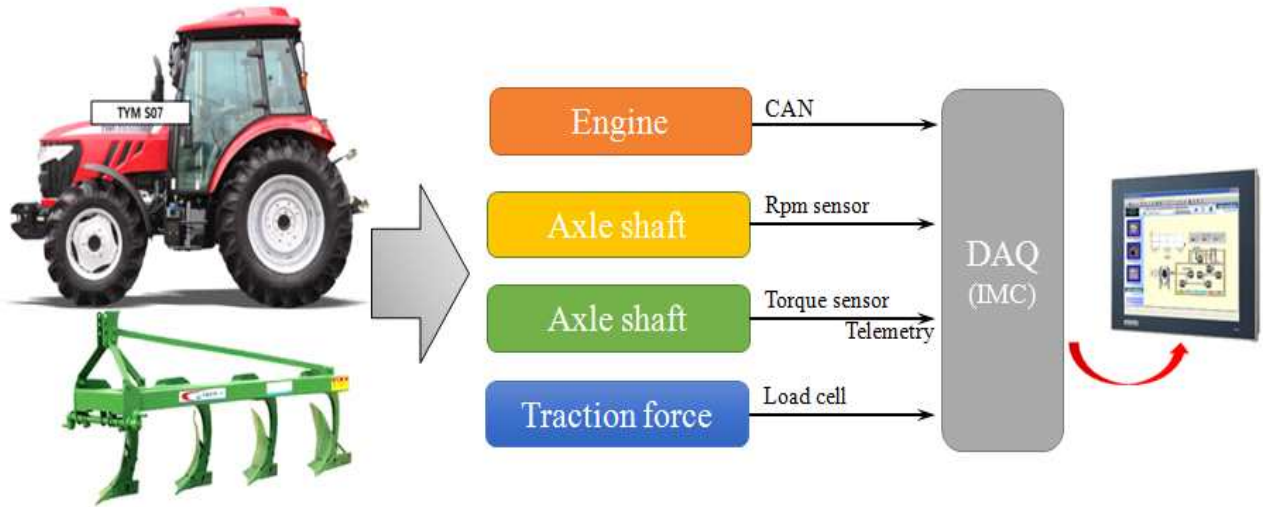 TYM S07
Engine
CAN
Axle shaft
Rpm sensor
Axle shaft
Torque sensor
Telemetry
Traction force
Load cell
DAQ
(IMC)